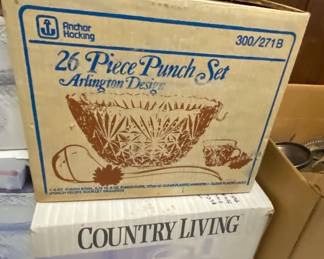 Anchor
Hocking
300/271B
26 Piece Punch Set
Arlington Design
COUNTRY LIVING